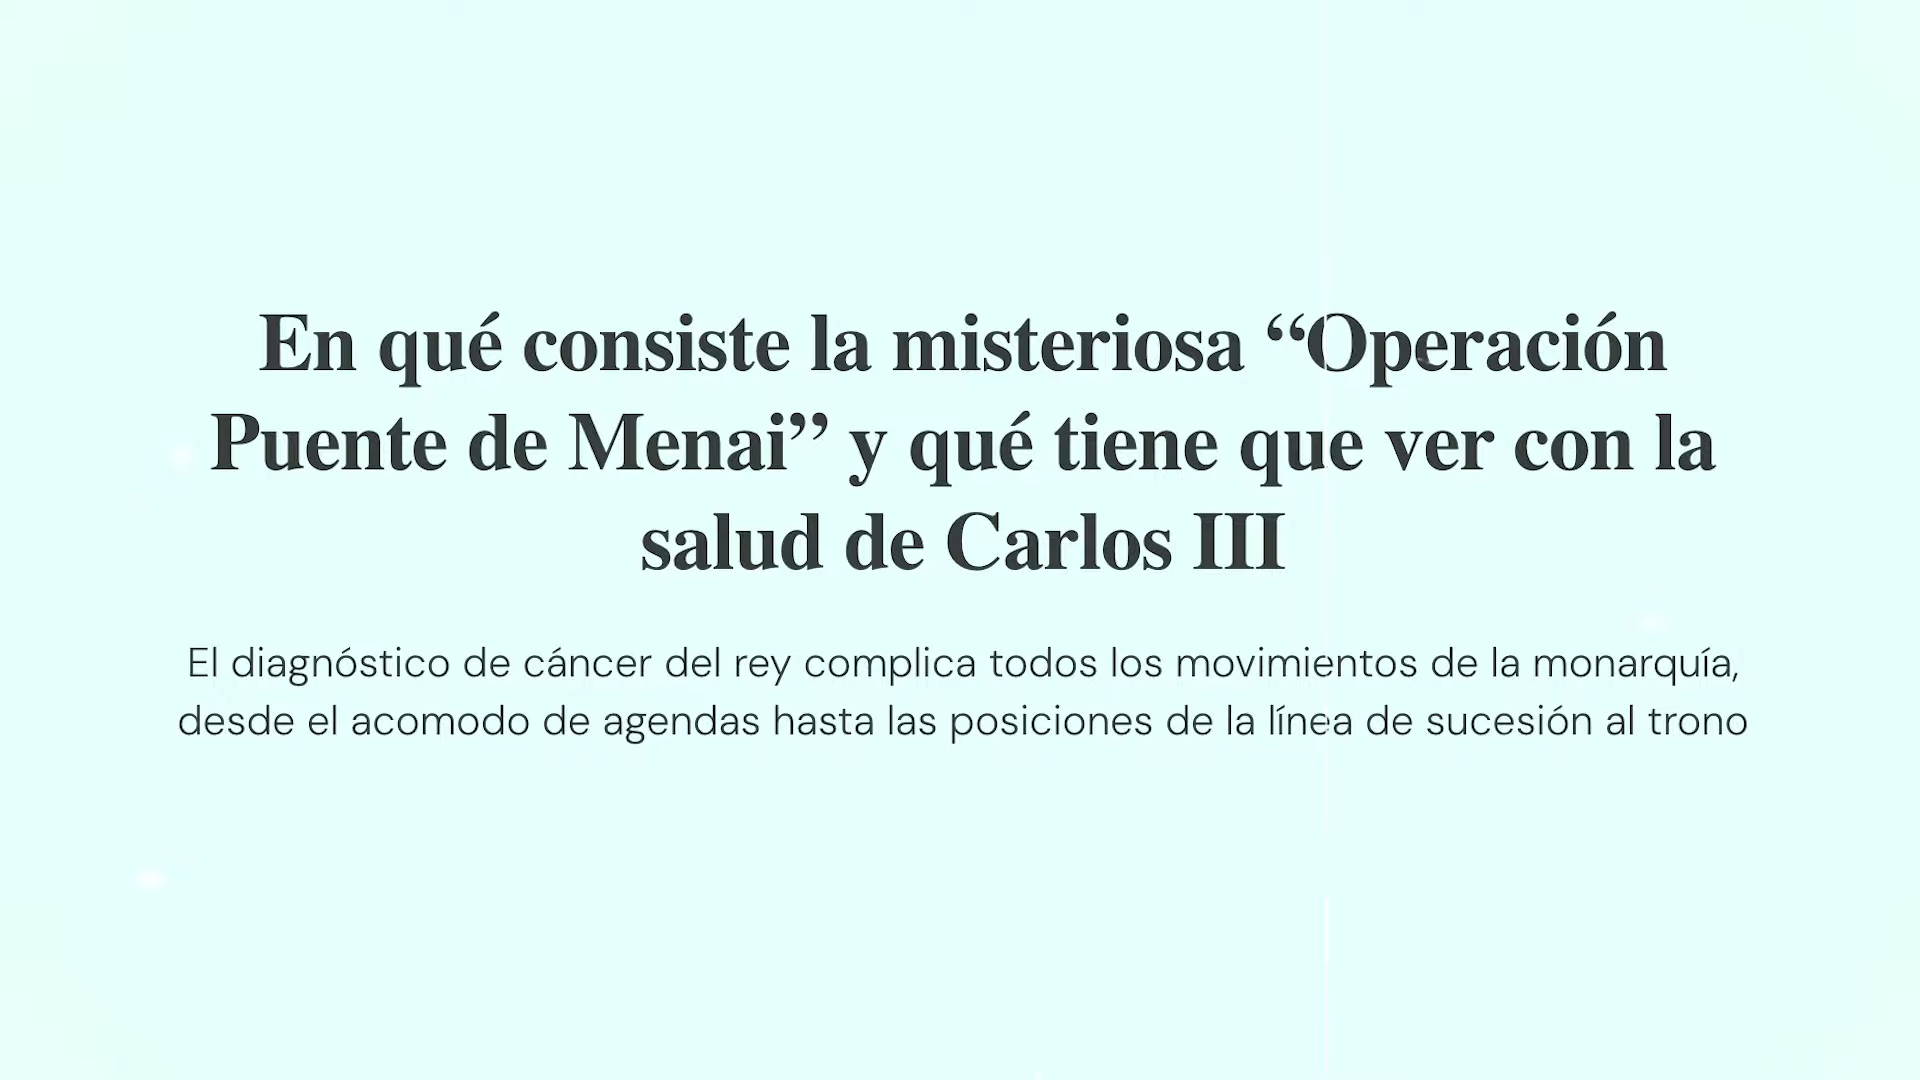 En qué consiste la misteriosa “Operación
Puente de Menai” y qué tiene que ver con la
salud de Carlos III
El diagnóstico de cáncer del rey complica todos los movimientos de la monarquía,
desde el acomodo de agendas hasta las posiciones de la línea de sucesión al trono